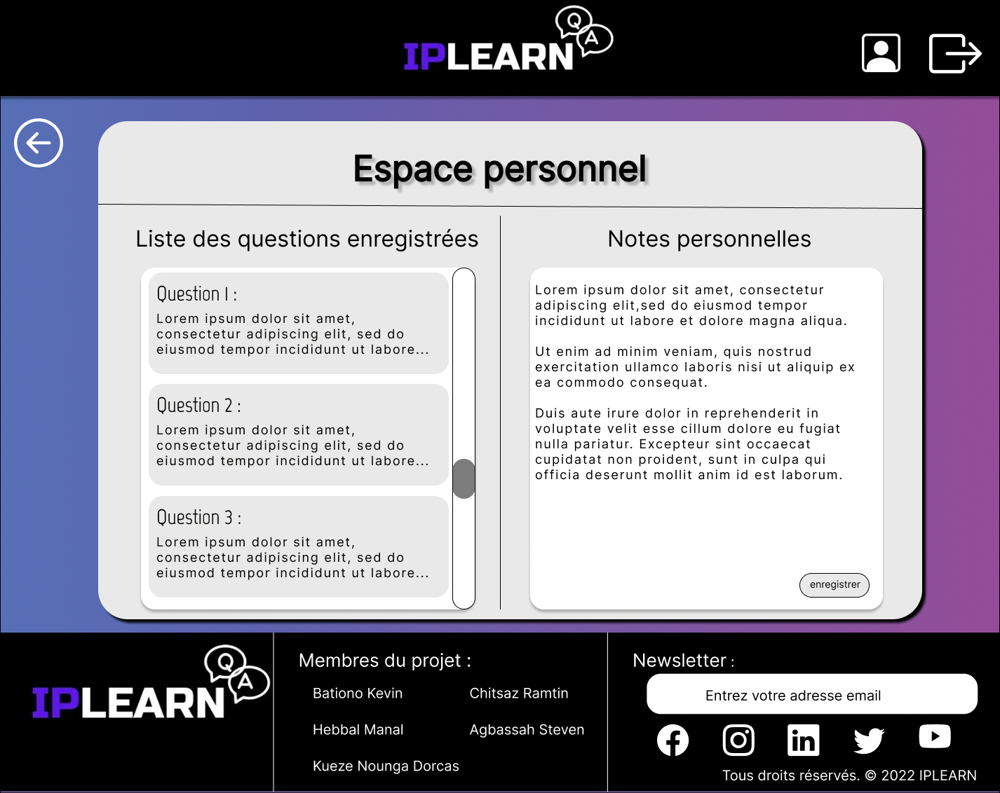 Q
A
IPLEARN
Espace personnel
Liste des questions enregistrées
Question 1 :
Lorem ipsum dolor sit amet,
consectetur adipiscing elit, sed do
eiusmod tempor incididunt ut labore...
Question 2 :
Lorem ipsum dolor sit amet,
consectetur adipiscing elit, sed do
eiusmod tempor incididunt ut labore...
Question 3 :
Lorem ipsum dolor sit amet,
consectetur adipiscing elit, sed do
eiusmod tempor incididunt ut labore...
Notes personnelles
Lorem ipsum dolor sit amet, consectetur
adipiscing elit,sed do eiusmod tempor
incididunt ut labore et dolore magna aliqua.
Ut enim ad minim veniam, quis nostrud
exercitation ullamco laboris nisi ut aliquip ex
ea commodo consequat.
Duis aute irure dolor in reprehenderit in
voluptate velit esse cillum dolore eu fugiat
nulla pariatur. Excepteur sint occaecat
cupidatat non proident, sunt in culpa qui
officia deserunt mollit anim id est laborum.
enregistrer
Q
A
IPLEARN
Membres du projet :
Bationo Kevin
Chitsaz Ramtin
Hebbal Manal
Agbassah Steven
Kueze Nounga Dorcas
Newsletter :
Entrez votre adresse email
Tous droits réservés. © 2022 IPLEARN